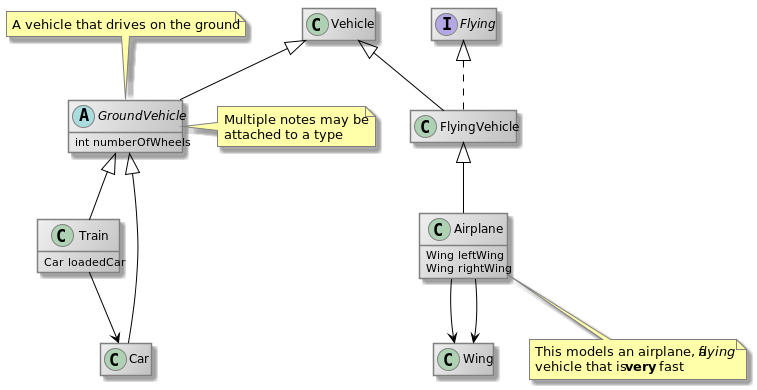 A vehicle that drives on the ground
C Vehicle
I Flying
A GroundVehicle
int numberOfWheels
Multiple notes may be
attached to a type
C FlyingVehicle
C Train
Car loadedCar
C Airplane
Wing leftWing
Wing rightWing
C Car
C Wing
This models an airplane, a flying
vehicle that is very fast